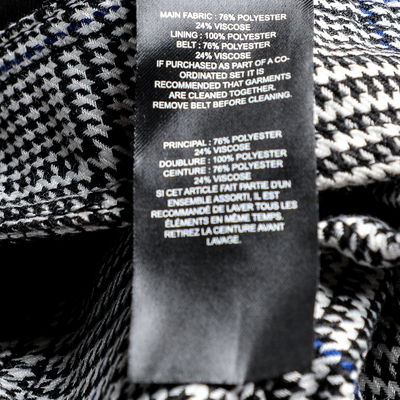 MAIN FABRIC : 76% POLYESTER
24% VISCOSE
LINING : 100% POLYESTER
BELT : 76% POLYESTER
24% VISCOSE
IF PURCHASED AS PART OF A CO-
ORDINATED SET IT IS
RECOMMENDED THAT GARMENTS
ARE CLEANED TOGETHER.
REMOVE BELT BEFORE CLEANING.
PRINCIPAL : 76% POLYESTER
24% VISCOSE
DOUBLURE : 100% POLYESTER
CEINTURE : 76% POLYESTER
24% VISCOSE
SI CET ARTICLE FAIT PARTIE D'UN
ENSEMBLE ASSORTI, IL EST
RECOMMANDÉ DE LAVER TOUS LES
ÉLÉMENTS EN MÊME TEMPS.
RETIREZ LA CEINTURE AVANT
LAVAGE.